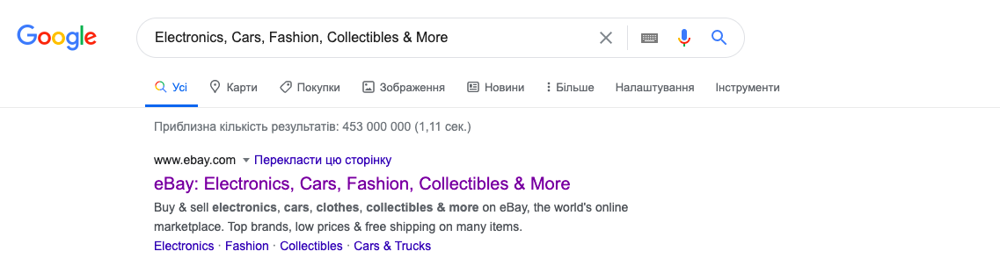 Google
Electronics, Cars, Fashion, Collectibles & More
Усі Карти Покупки Зображення Новини Більше Налаштування Інструменти
Приблизна кількість результатів: 453 000 000 (1,11 сек.)
www.ebay.com Перекласти цю сторінку
eBay: Electronics, Cars, Fashion, Collectibles & More
Buy & sell electronics, cars, clothes, collectibles & more on eBay, the world's online
marketplace. Top brands, low prices & free shipping on many items.
Electronics · Fashion · Collectibles · Cars & Trucks